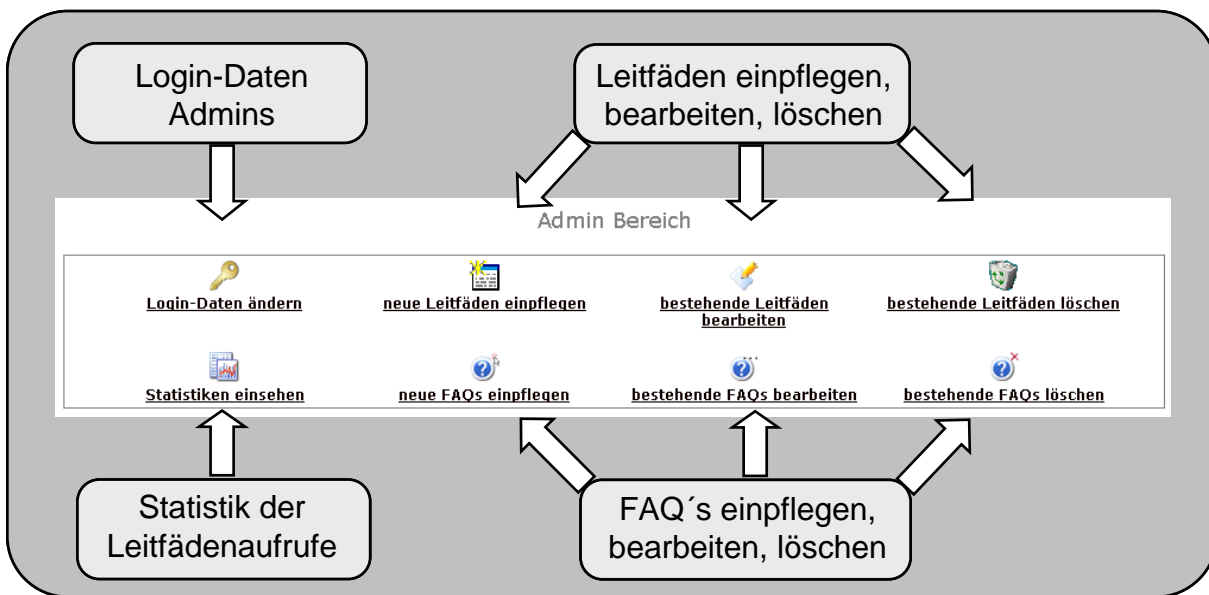 Login-Daten
Admins
Leitfäden einpflegen,
bearbeiten, löschen
Admin Bereich
Login-Daten ändern
neue Leitfäden einpflegen
bestehende Leitfäden
bearbeiten
bestehende Leitfäden löschen
Statistiken einsehen
neue FAQs einpflegen
bestehende FAQs bearbeiten
bestehende FAQs löschen
Statistik der
Leitfädenaufrufe
FAQ´s einpflegen,
bearbeiten, löschen